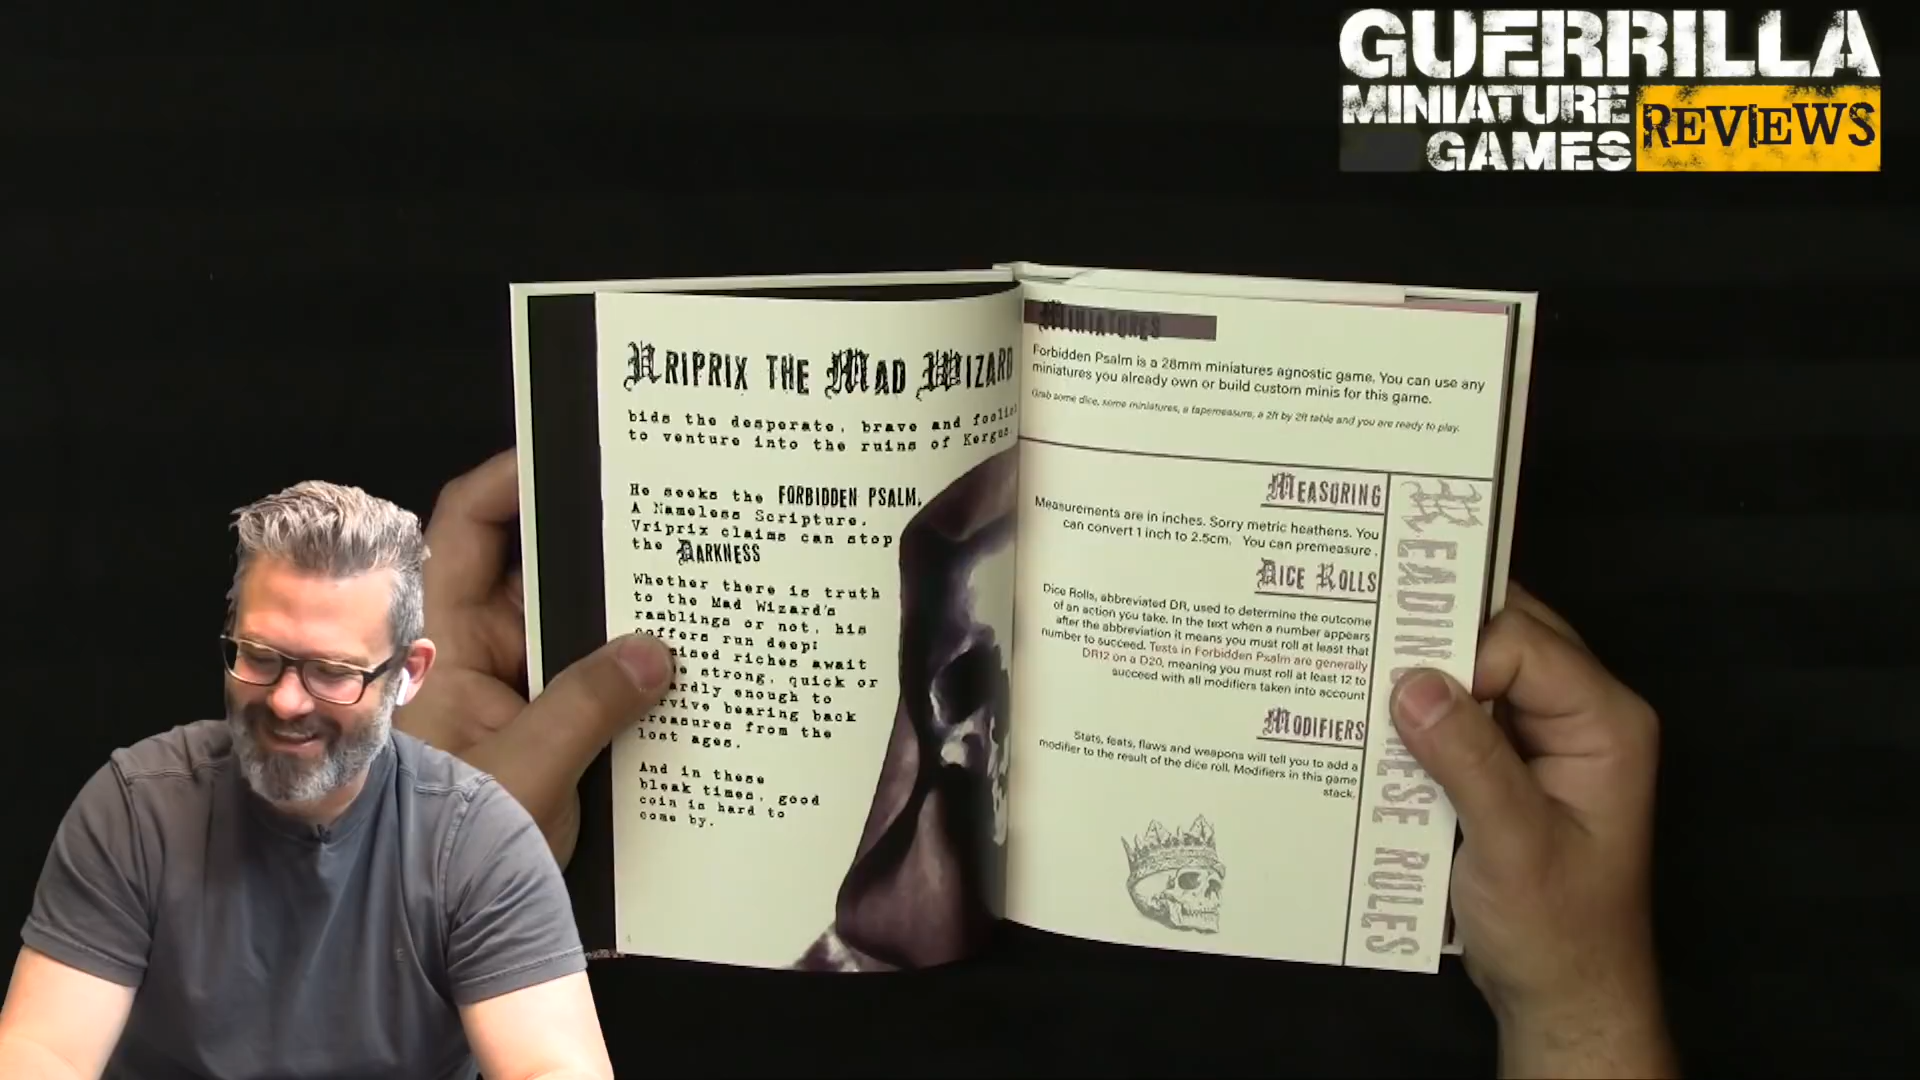 GUERRILLA
MINIATURE
GAMES
REVIEWS
VRIPRIX THE MAD WIZARD
bids the desperate, brave and
to venture into the ruins of Kergus.
He seeks the FORBIDDEN PSALM.
A Nameless Scripture.
Vriprix claims can stop
the DARKNESS
Whether there is truth
to the Mad Wizard's
ramblings or not, his
coffers run deep!
riches await
strong, quick or
enough to
bearing back
treasures from the
lost ages.
And in these
bleak times, good
coin is hard to
come by.
MINIATURES
Forbidden Psalm is a 28mm miniatures agnostic game. You can use any
miniatures you already own or build custom minis for this game.
Grab some dice, some miniatures, a tapemeasure, a 2ft by 2ft table and you are ready to play.
MEASURING
Measurements are in inches. Sorry metric heathens. You
can convert 1 inch to 2.5cm. You can premeasure.
DICE ROLLS
Dice Rolls, abbreviated DR, used to determine the outcome
of an action you take. In the text when a number appears
after the abbreviation it means you must roll at least that
number to succeed. Tests in Forbidden Psalm are generally
DR12 on a D20, meaning you must roll at least 12 to
succeed with all modifiers taken into account
MODIFIERS
Stats, feats, flaws and weapons will tell you to add a
modifier to the result of the dice roll. Modifiers in this game
stack.
READING THESE RULES